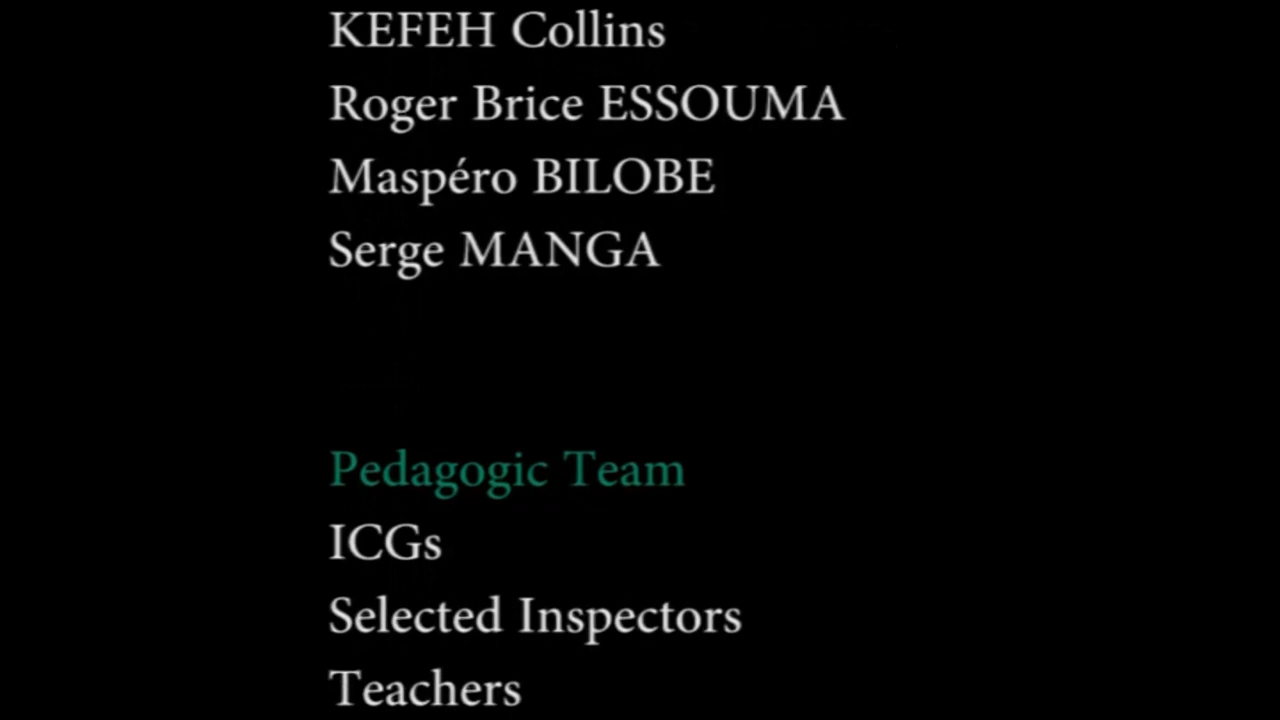 KEFEH Collins
Roger Brice ESSOUMA
Maspéro BILOBE
Serge MANGA
Pedagogic Team
ICGs
Selected Inspectors
Teachers